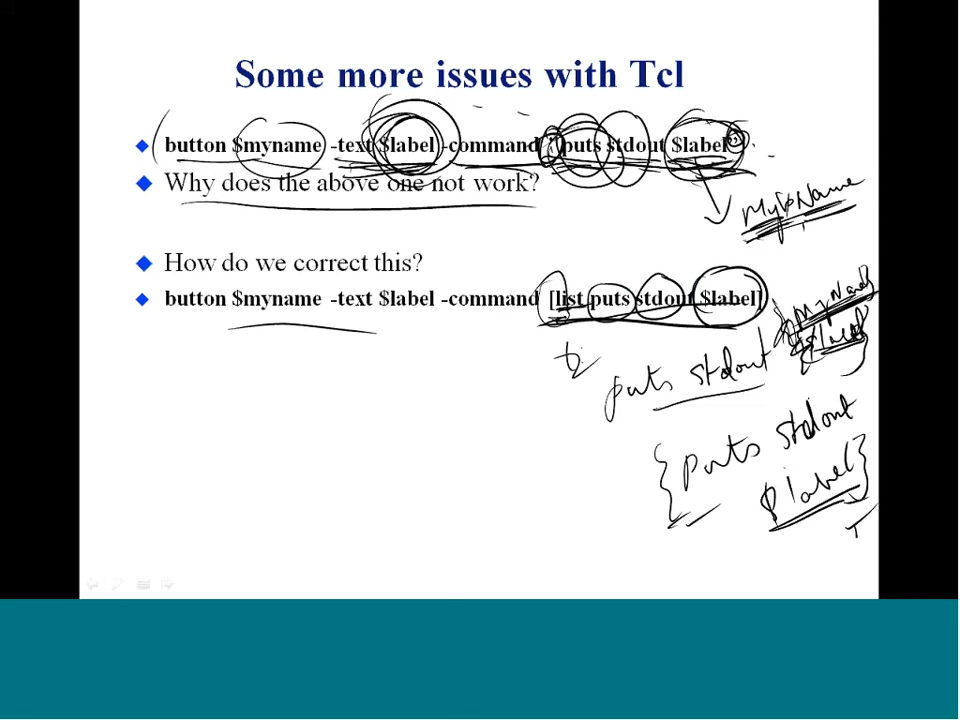 Some more issues with Tcl
button $myname -text $label -command "puts stdout $label"
Why does the above one not work?
How do we correct this?
button $myname -text $label -command [list puts stdout $label]
puts stdout
{ puts stdout
$label }